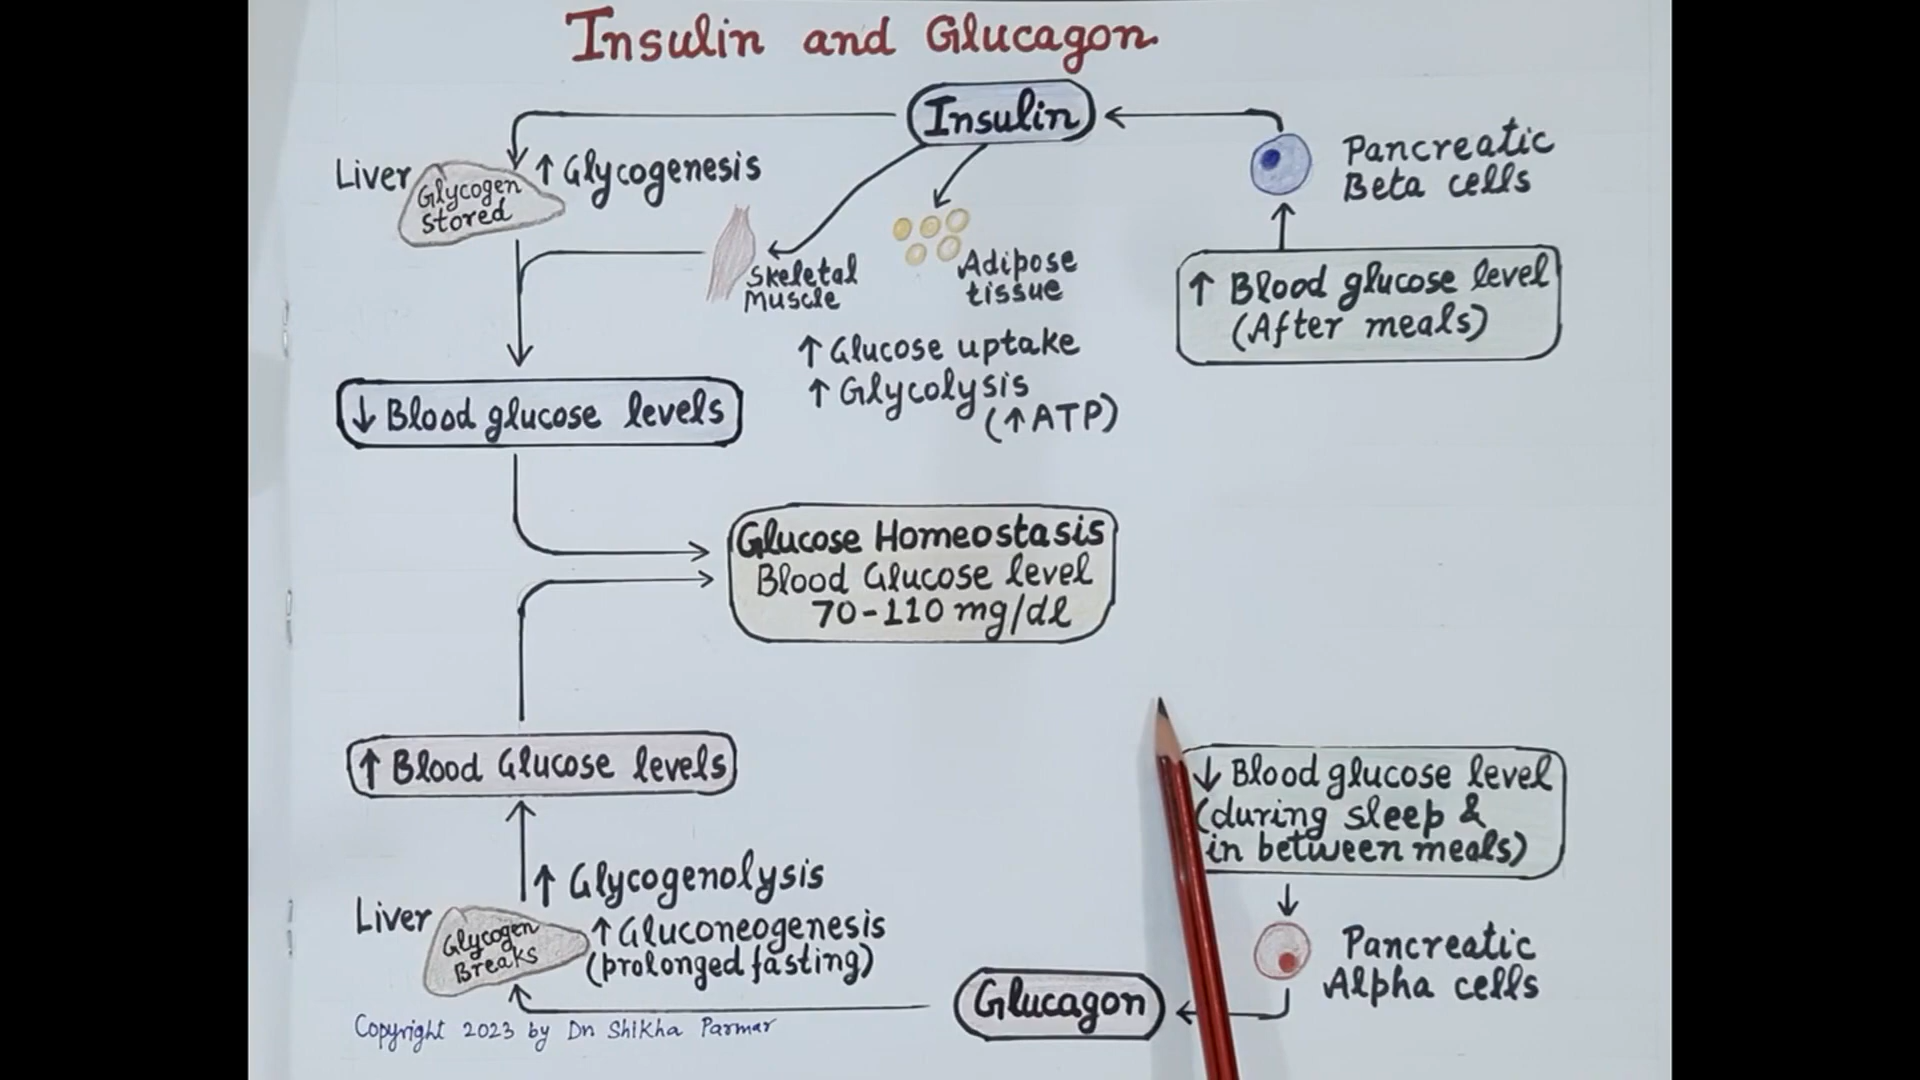 Insulin and Glucagon
Insulin
Pancreatic
Beta cells
↑ Blood glucose level
(After meals)
Liver
Glycogen
Stored
↑ Glycogenesis
Skeletal
Muscle
Adipose
tissue
↑ Glucose uptake
↑ Glycolysis
(↑ATP)
↓ Blood glucose levels
Glucose Homeostasis
Blood Glucose level
70-110 mg/dl
↑ Blood Glucose levels
↓ Blood glucose level
(during sleep &
in between meals)
Pancreatic
Alpha cells
Glucagon
Liver
Glycogen
Breaks
↑ Glycogenolysis
↑ Gluconeogenesis
(prolonged fasting)
Copyright 2023 by Dr Shikha Parmar